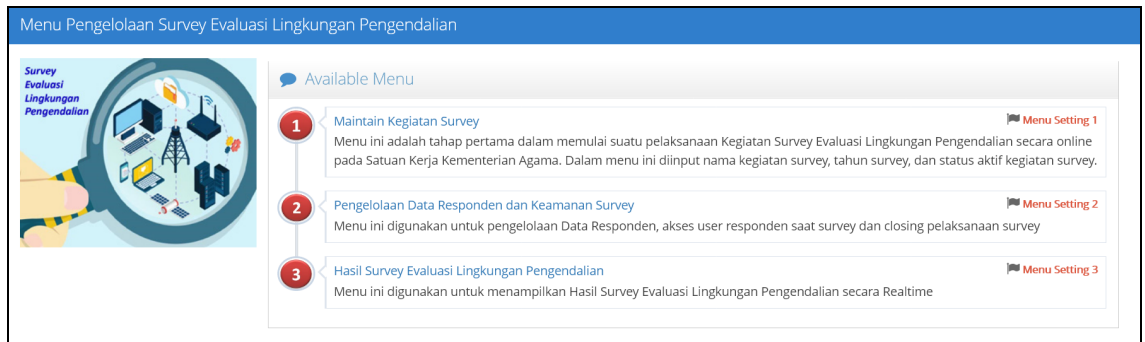 Menu Pengelolaan Survey Evaluasi Lingkungan Pengendalian
Survey
Evaluasi
Lingkungan
Pengendalian
Available Menu
1
Maintain Kegiatan Survey
Menu Setting 1
Menu ini adalah tahap pertama dalam memulai suatu pelaksanaan Kegiatan Survey Evaluasi Lingkungan Pengendalian secara online
pada Satuan Kerja Kementerian Agama. Dalam menu ini diinput nama kegiatan survey, tahun survey, dan status aktif kegiatan survey.
2
Pengelolaan Data Responden dan Keamanan Survey
Menu Setting 2
Menu ini digunakan untuk pengelolaan Data Responden, akses user responden saat survey dan closing pelaksanaan survey
3
Hasil Survey Evaluasi Lingkungan Pengendalian
Menu Setting 3
Menu ini digunakan untuk menampilkan Hasil Survey Evaluasi Lingkungan Pengendalian secara Realtime